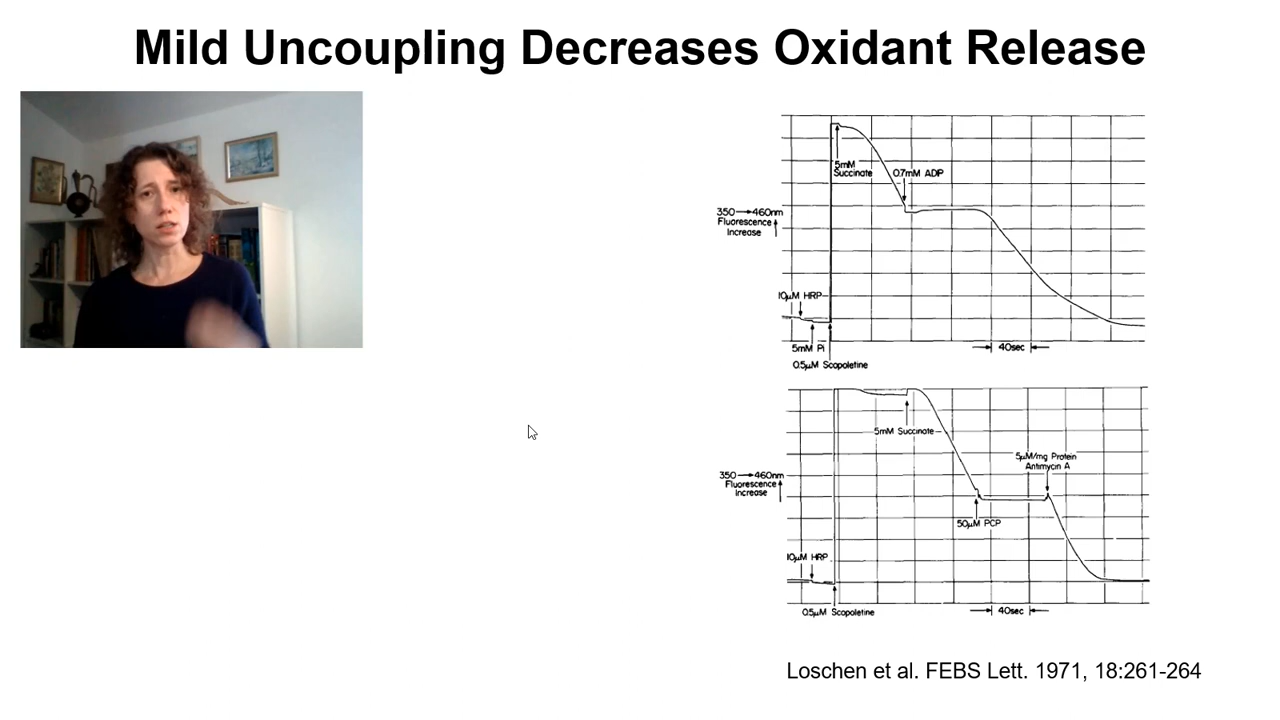 Mild Uncoupling Decreases Oxidant Release
5mM
Succinate
0.7mM ADP
350→460nm
Fluorescence
Increase
10µM HRP
5mM Pi
40sec
0.5µM Scopoletine
5mM Succinate
5µM/mg Protein
Antimycin A
350→460nm
Fluorescence
Increase
50µM PCP
10µM HRP
0.5µM Scopoletine
40sec
Loschen et al. FEBS Lett. 1971, 18:261-264